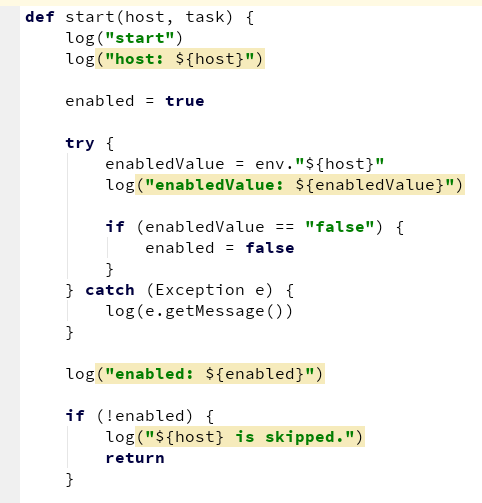 def start(host, task) {
    log("start")
    log("host: ${host}")

    enabled = true

    try {
        enabledValue = env."${host}"
        log("enabledValue: ${enabledValue}")

        if (enabledValue == "false") {
            enabled = false
        }
    } catch (Exception e) {
        log(e.getMessage())
    }

    log("enabled: ${enabled}")

    if (!enabled) {
        log("${host} is skipped.")
        return
    }